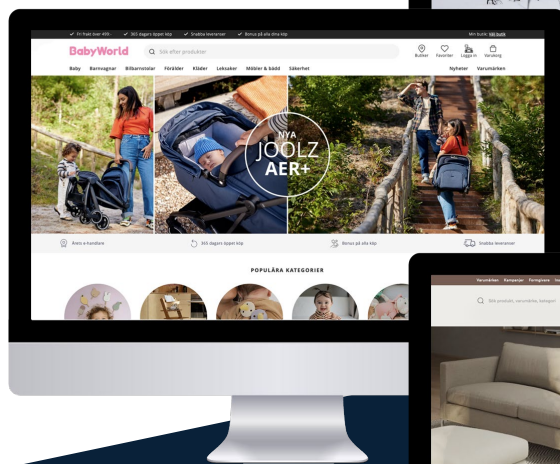 Fri frakt över 499:-
365 dagars öppet köp
Snabba leveranser
Bonus på alla dina köp
Min butik: Välj butik
BabyWorld
Sök efter produkter
Butiker
Favoriter
Logga in
Varukorg
Baby
Barnvagnar
Bilbarnstolar
Förälder
Kläder
Leksaker
Möbler & bädd
Säkerhet
Nyheter
Varumärken
NYA
JOOLZ
AER+
Årets e-handlare
365 dagars öppet köp
Bonus på alla köp
Snabba leveranser
POPULÄRA KATEGORIER
Varumärken
Kampanjer
Formgivare
Sök produkt, varumärke, kategori